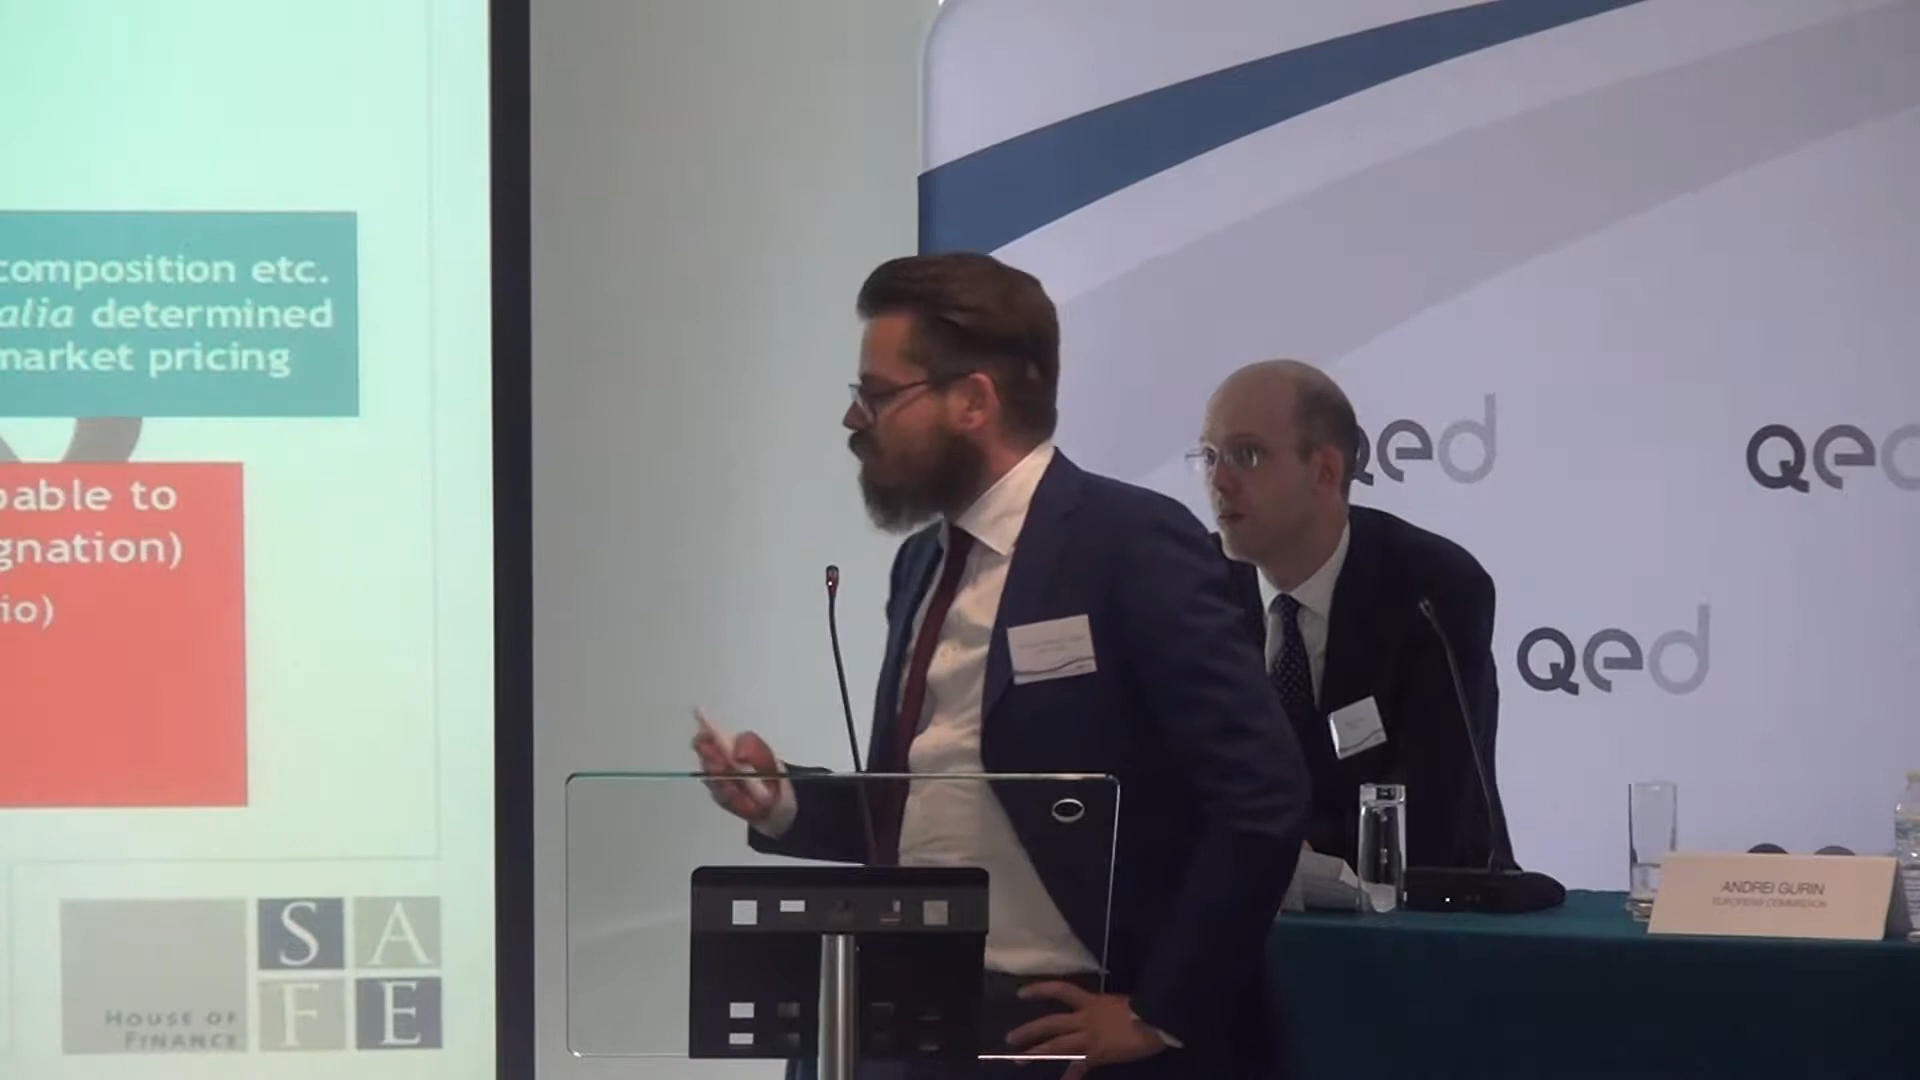 composition etc.
alia determined
market pricing
pable to
gnation)
io)
HOUSE OF
FINANCE
S A
F E
qed
qed
qed
ANDREI GURIN
EUROPEAN COMMISSION